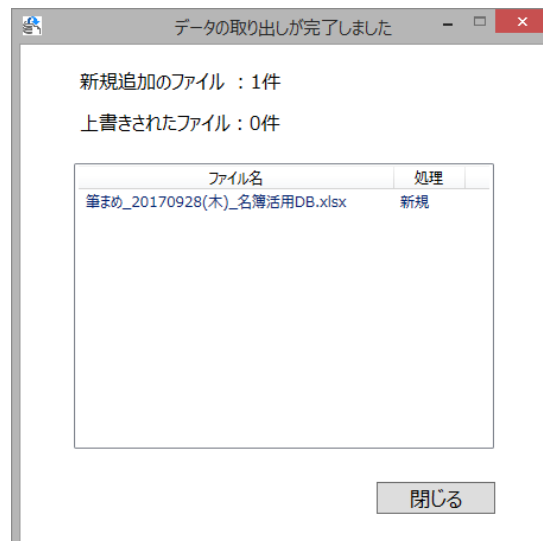 データの取り出しが完了しました
新規追加のファイル ：1件
上書きされたファイル：0件
ファイル名 処理
筆まめ_20170928(木)_名簿活用DB.xlsx 新規
閉じる